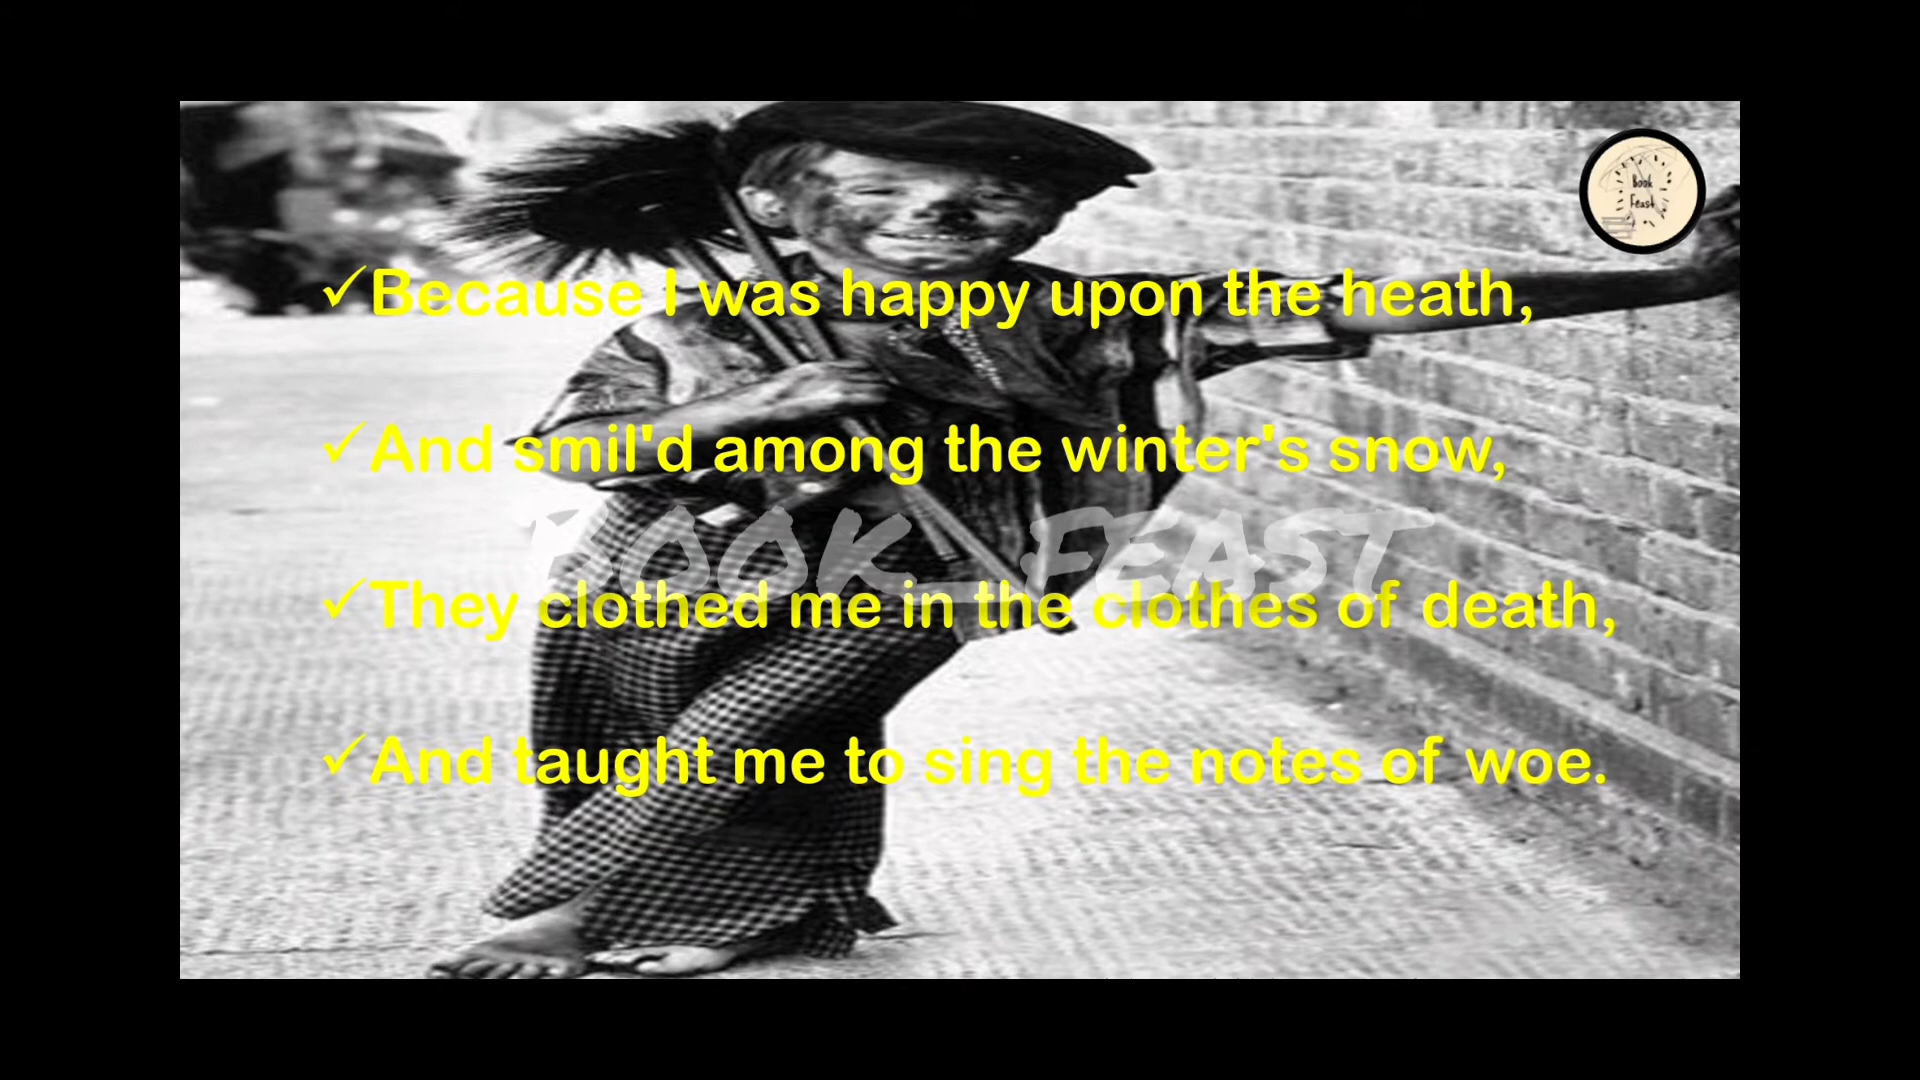 Book
Feast
✓Because I was happy upon the heath,
✓And smil'd among the winter's snow,
BOOK_FEAST
✓They clothed me in the clothes of death,
✓And taught me to sing the notes of woe.